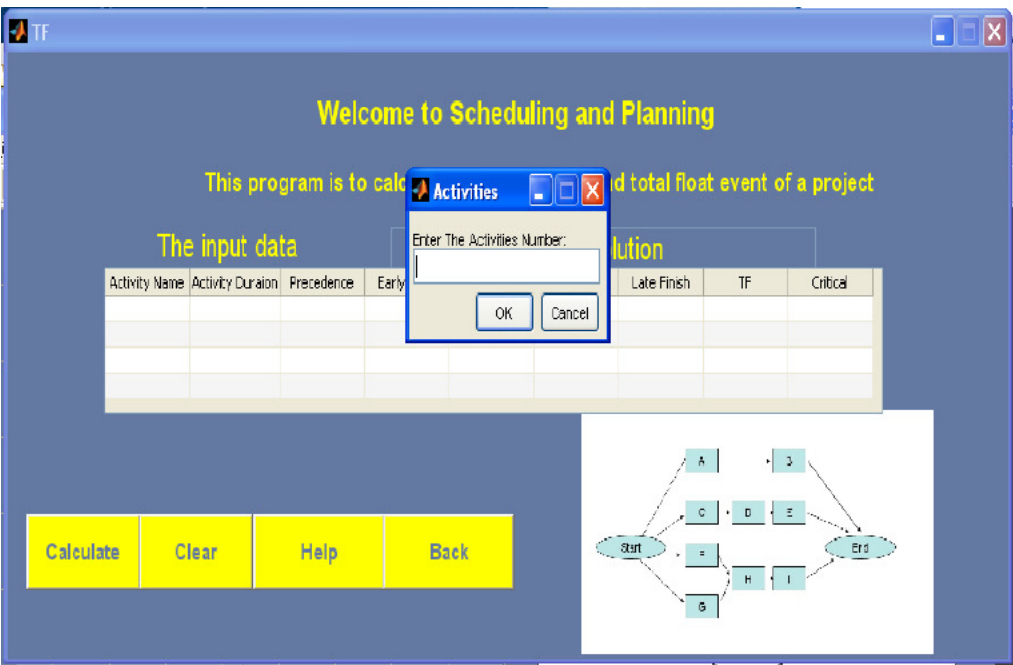 TF
Welcome to Scheduling and Planning
This program is to calc
d total float event of a project
Activities
Enter The Activities Number:
OK
Cancel
The input data
lution
Activity Name Activity Duraion Precedence Early Late Finish TF Critical
A
C D E
Start End
H I
G
Calculate Clear Help Back